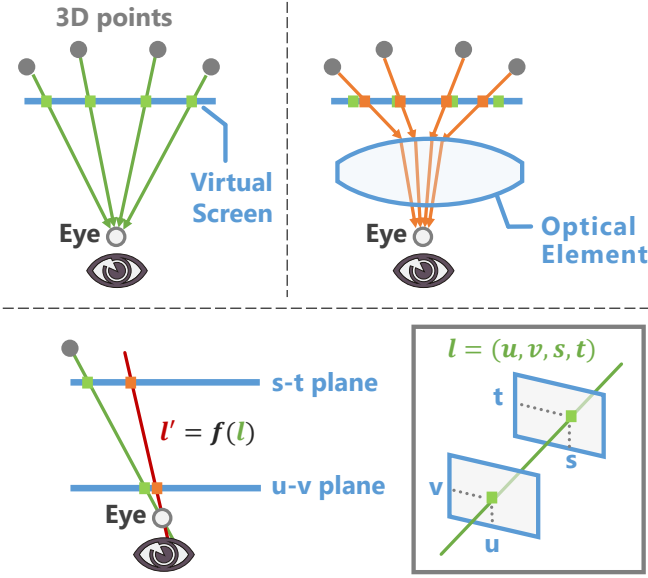 3D points
Virtual
Screen
Eye
Eye
Optical
Element
s-t plane
l' = f(l)
u-v plane
Eye
l = (u, v, s, t)
t
s
v
u